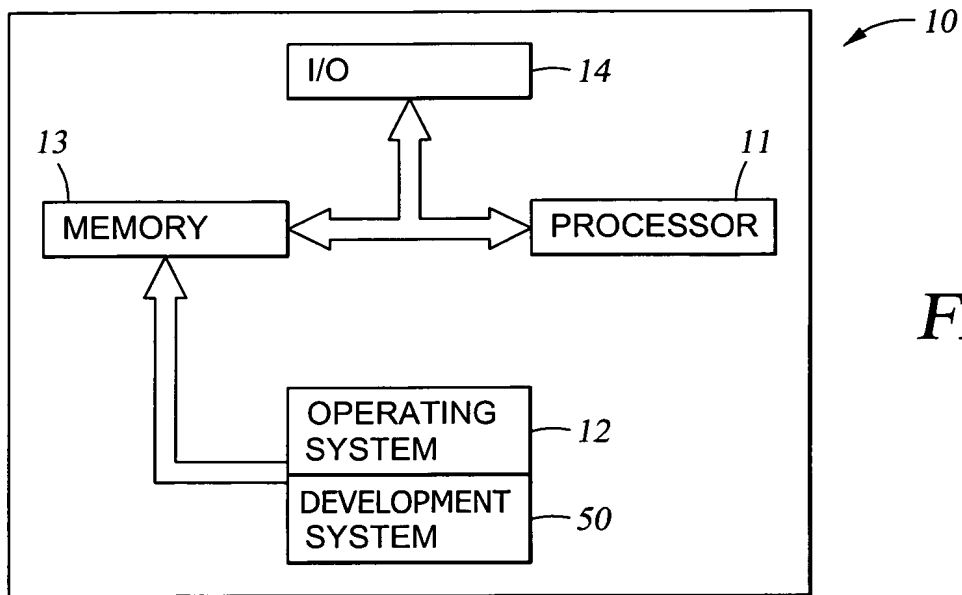 10
I/O
14
13
11
MEMORY
PROCESSOR
OPERATING
SYSTEM
12
DEVELOPMENT
SYSTEM
50